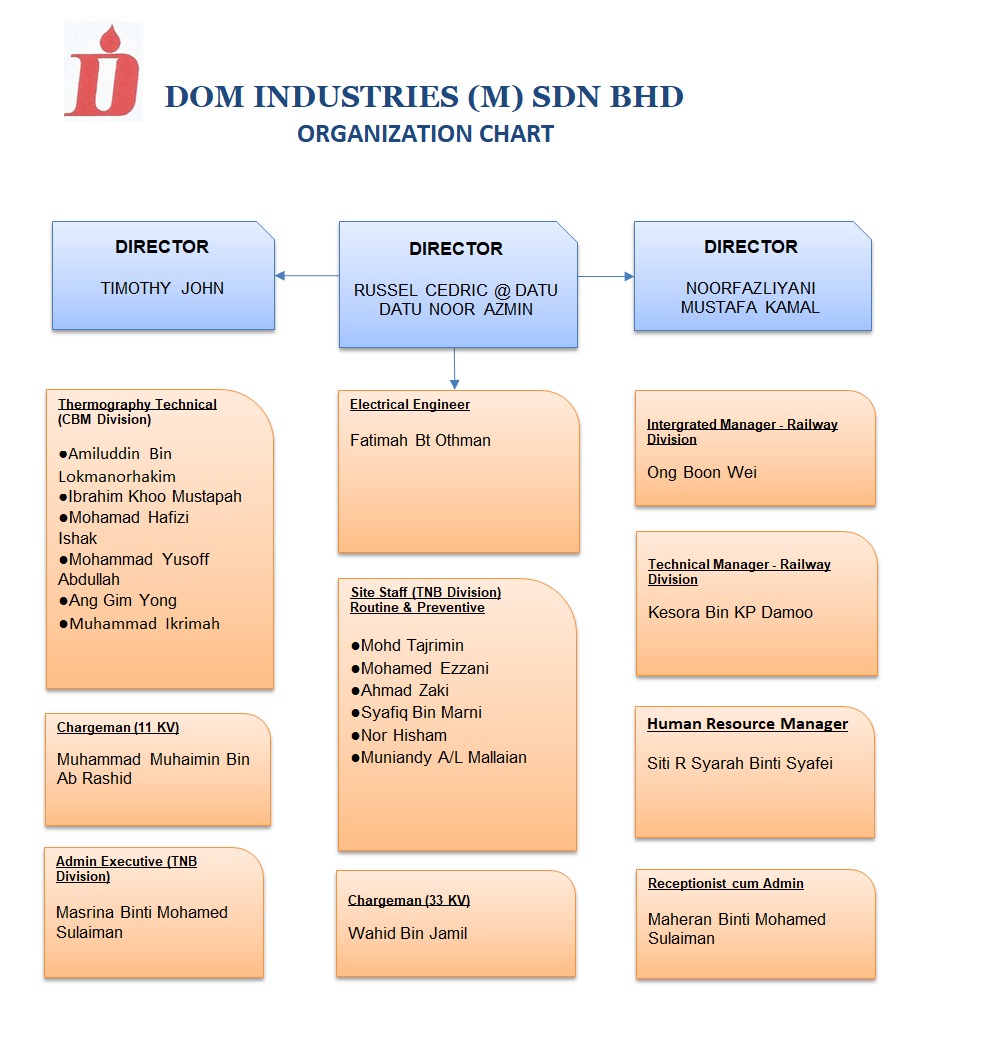 DOM INDUSTRIES (M) SDN BHD
ORGANIZATION CHART
DIRECTOR
TIMOTHY JOHN
DIRECTOR
RUSSEL CEDRIC @ DATU
DATU NOOR AZMIN
DIRECTOR
NOORFAZLIYANI
MUSTAFA KAMAL
Thermography Technical
(CBM Division)
●Amiluddin Bin
Lokmanorhakim
●Ibrahim Khoo Mustapah
●Mohamad Hafizi
Ishak
●Mohammad Yusoff
Abdullah
●Ang Gim Yong
●Muhammad Ikrimah
Chargeman (11 KV)
Muhammad Muhaimin Bin
Ab Rashid
Admin Executive (TNB
Division)
Masrina Binti Mohamed
Sulaiman
Electrical Engineer
Fatimah Bt Othman
Site Staff (TNB Division)
Routine & Preventive
●Mohd Tajrimin
●Mohamed Ezzani
●Ahmad Zaki
●Syafiq Bin Marni
●Nor Hisham
●Muniandy A/L Mallaian
Chargeman (33 KV)
Wahid Bin Jamil
Intergrated Manager - Railway
Division
Ong Boon Wei
Technical Manager - Railway
Division
Kesora Bin KP Damoo
Human Resource Manager
Siti R Syarah Binti Syafei
Receptionist cum Admin
Maheran Binti Mohamed
Sulaiman